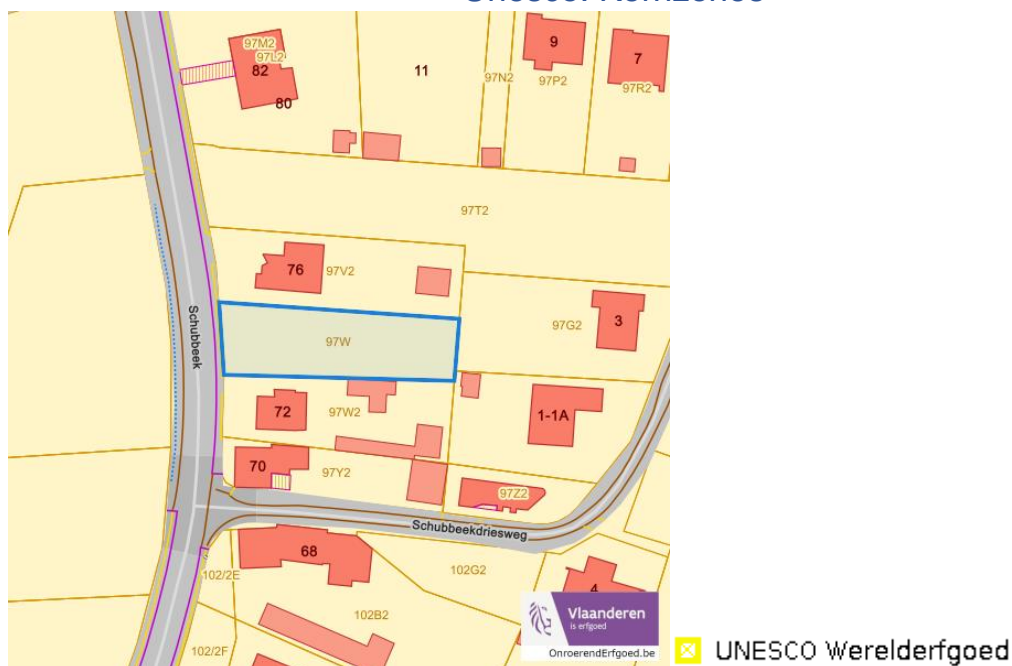 Unesco: Kernzones
97M2
97L2
82
80
11
9
97N2
97P2
7
97R2
97T2
76
97V2
97G2
3
Schubbeek
97W
72
97W2
1-1A
70
97Y2
97Z2
Schubbeekdriesweg
68
102/2E
102G2
4
102B2
102/2F
Vlaanderen
is erfgoed
OnroerendErfgoed.be
UNESCO Werelderfgoed